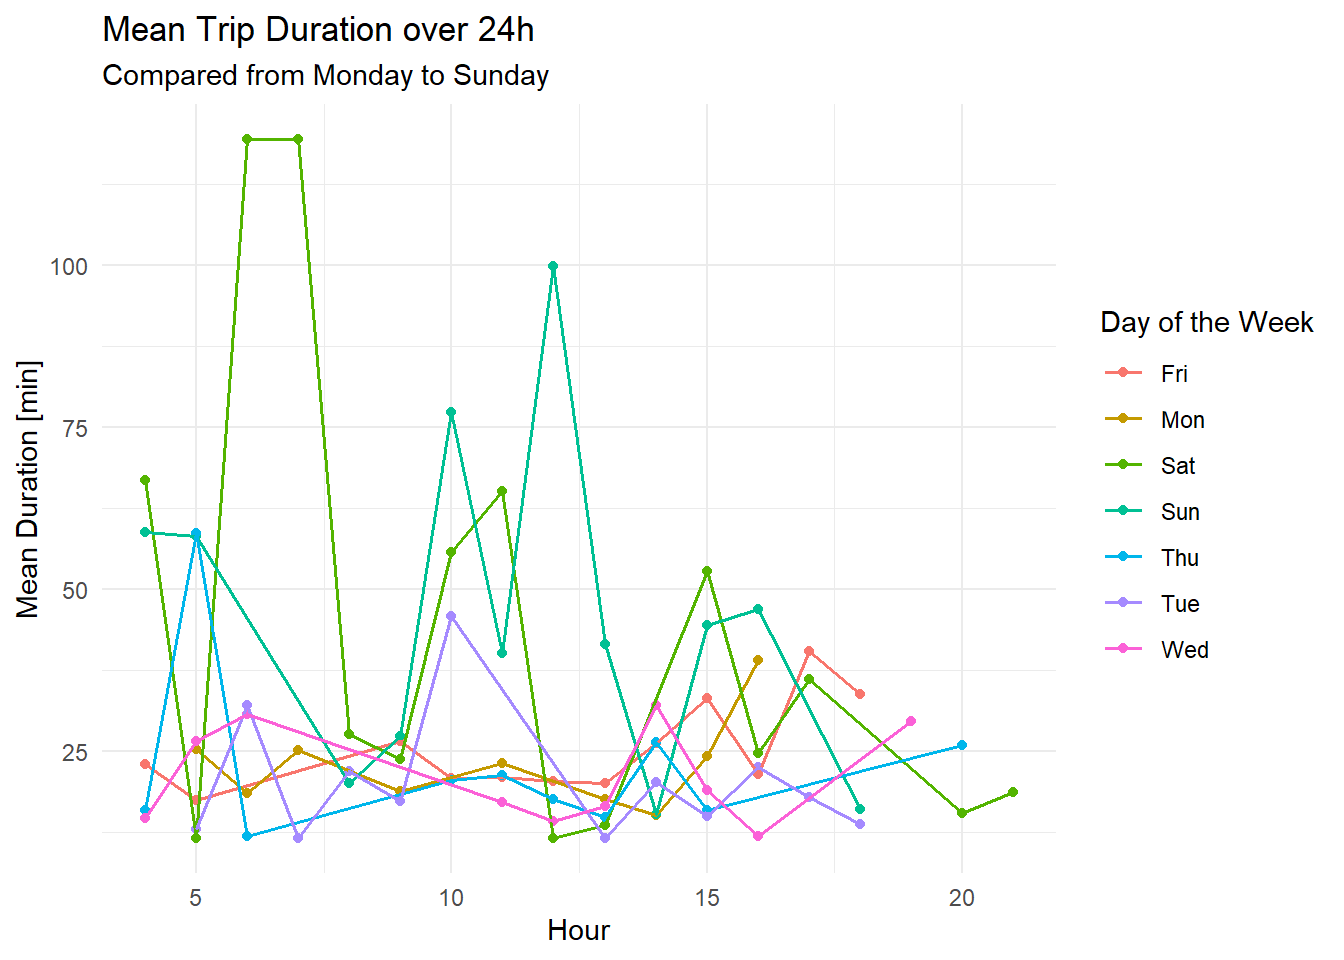 Mean Trip Duration over 24h
Compared from Monday to Sunday
Mean Duration [min]
100
75
50
25
5
10
15
20
Hour
Day of the Week
Fri
Mon
Sat
Sun
Thu
Tue
Wed